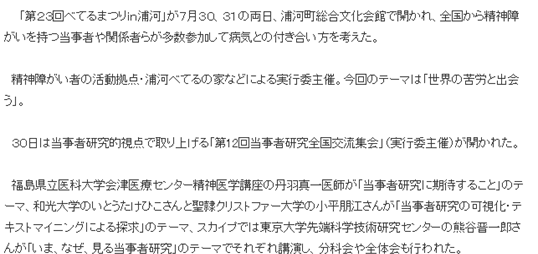 「第２３回べてるまつりin浦河」が７月３０、３１の両日、浦河町総合文化会館で開かれ、全国から精神障
がいを持つ当事者や関係者らが多数参加して病気との付き合い方を考えた。
精神障がい者の活動拠点・浦河べてるの家などによる実行委主催。今回のテーマは「世界の苦労と出会
う」。
３０日は当事者研究的視点で取り上げる「第12回当事者研究全国交流集会」（実行委主催）が開かれた。
福島県立医科大学会津医療センター精神医学講座の丹羽真一医師が「当事者研究に期待すること」のテ
ーマ、和光大学のいとうたけひこさんと聖隷クリストファー大学の小平朋江さんが「当事者研究の可視化・テ
キストマイニングによる探求」のテーマ、スカイプでは東京大学先端科学技術研究センターの熊谷晋一郎さ
んが「いま、なぜ、見る当事者研究」のテーマでそれぞれ講演し、分科会や全体会も行われた。